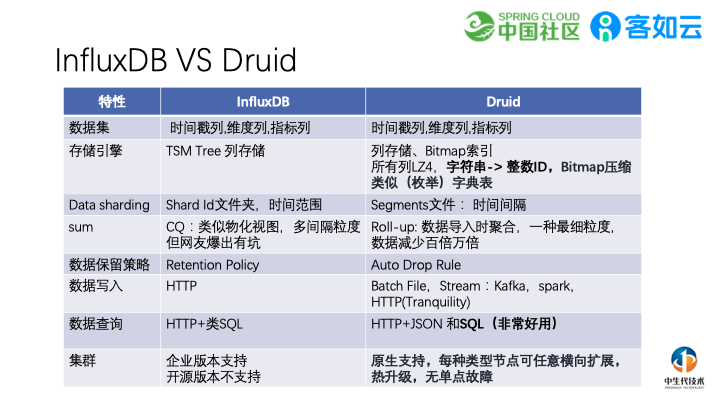 SPRING CLOUD
中国社区
客如云
InfluxDB VS Druid
特性 InfluxDB Druid
数据集 时间戳列,维度列,指标列 时间戳列,维度列,指标列
存储引擎 TSM Tree 列存储 列存储、Bitmap索引
所有列LZ4，字符串-> 整数ID，Bitmap压缩
类似（枚举）字典表
Data sharding Shard Id文件夹，时间范围 Segments文件：时间间隔
sum CQ：类似物化视图，多间隔粒度 Roll-up: 数据导入时聚合，一种最细粒度，
但网友爆出有坑 数据减少百倍万倍
数据保留策略 Retention Policy Auto Drop Rule
数据写入 HTTP Batch File，Stream：Kafka，spark，
HTTP(Tranquility)
数据查询 HTTP+类SQL HTTP+JSON 和SQL（非常好用）
集群 企业版本支持 原生支持，每种类型节点可任意横向扩展，
开源版本不支持 热升级，无单点故障
中生代技术